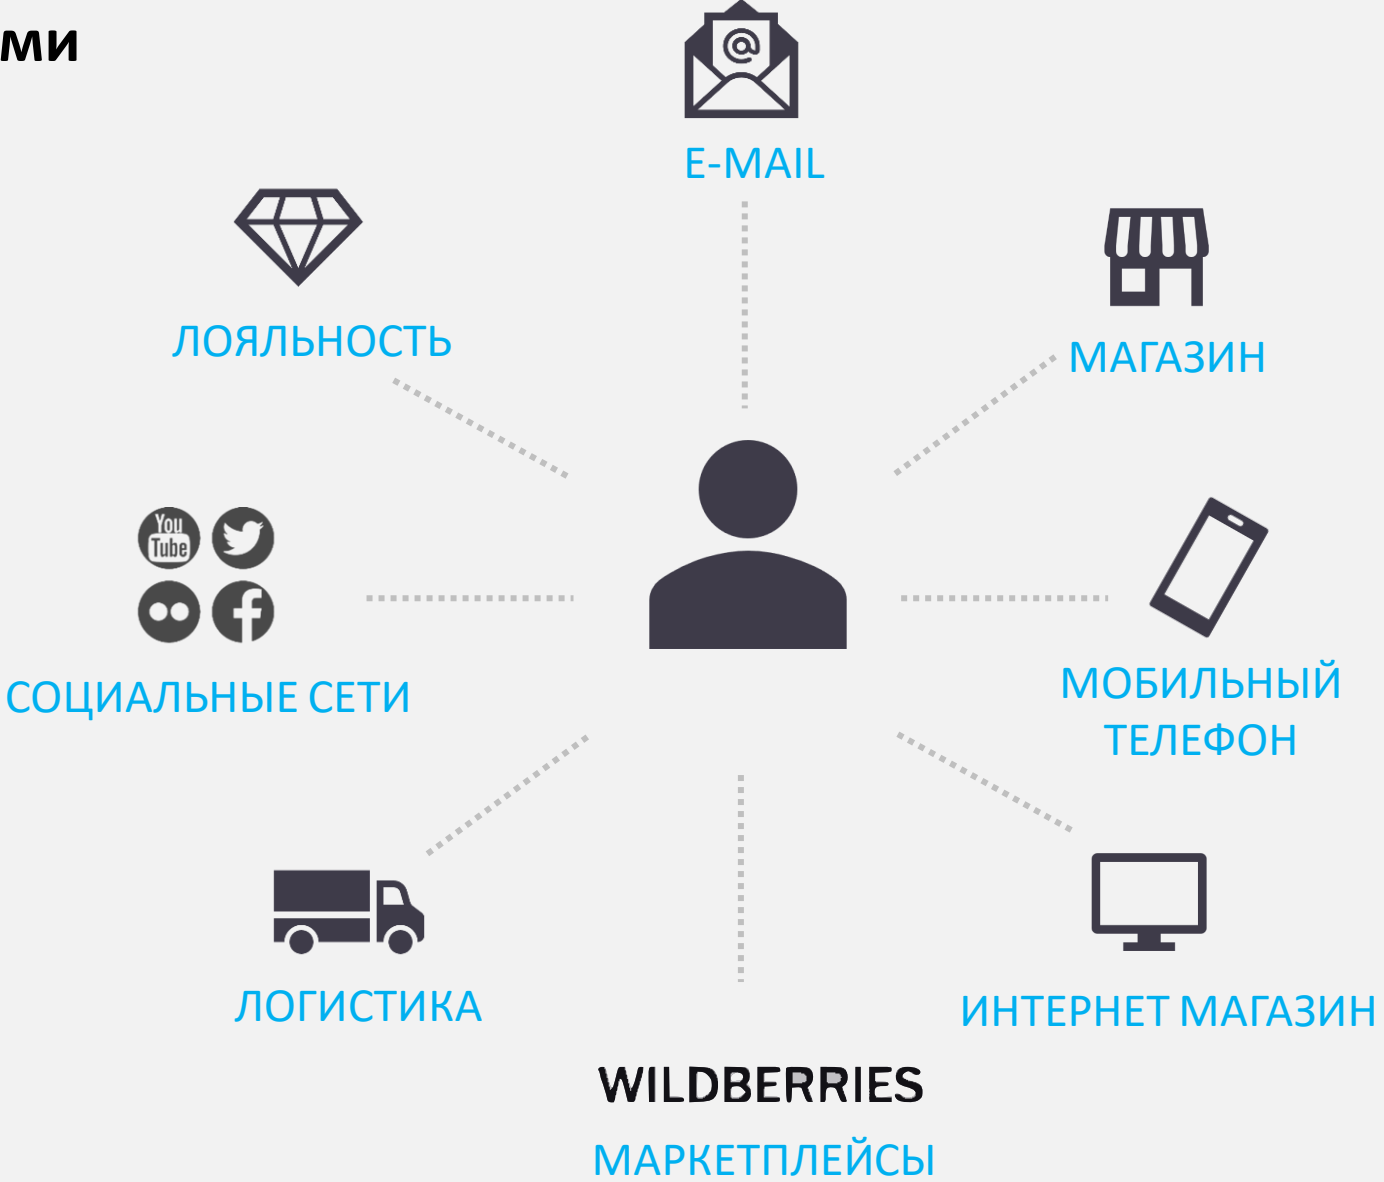 ми
@
E-MAIL
ЛОЯЛЬНОСТЬ
МАГАЗИН
You
Tube
f
СОЦИАЛЬНЫЕ СЕТИ
МОБИЛЬНЫЙ
ТЕЛЕФОН
ЛОГИСТИКА
ИНТЕРНЕТ МАГАЗИН
WILDBERRIES
МАРКЕТПЛЕЙСЫ